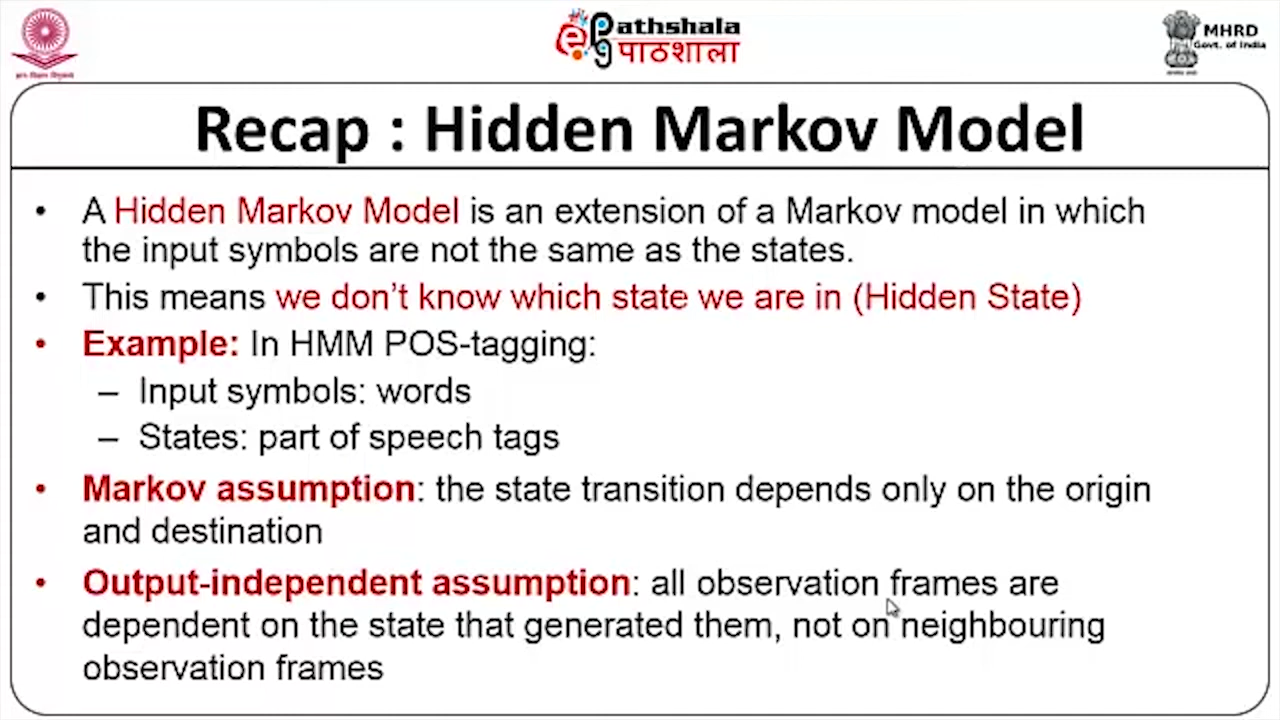 ePG Pathshala
पाठशाला
MHRD
Govt. of India
Recap : Hidden Markov Model
• A Hidden Markov Model is an extension of a Markov model in which
the input symbols are not the same as the states.
• This means we don't know which state we are in (Hidden State)
• Example: In HMM POS-tagging:
– Input symbols: words
– States: part of speech tags
• Markov assumption: the state transition depends only on the origin
and destination
• Output-independent assumption: all observation frames are
dependent on the state that generated them, not on neighbouring
observation frames